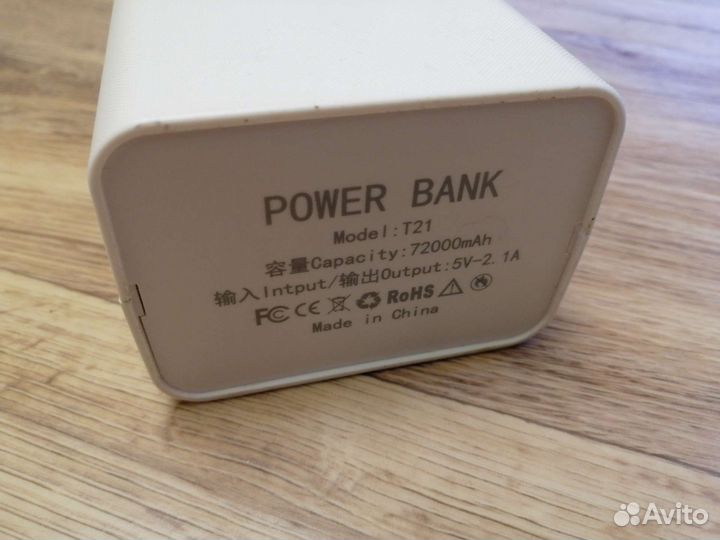 POWER BANK
Model:T21
容量Capacity:72000mAh
输入Intput/输出Output:5V-2.1A
FC CE RoHS
Made in China
Avito